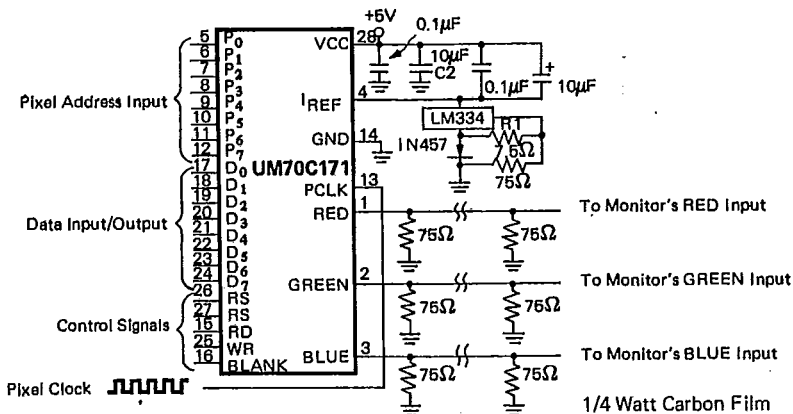 +5V
0.1µF
5 P0 VCC 28
6 P1
7 P2
8 P3
9 P4
10 P5
11 P6
12 P7
Pixel Address Input
10µF
C2
0.1µF
+
10µF
IREF 4
LM334
R1
7.5Ω
IN457
75Ω
GND 14
UM70C171
PCLK 13
17 D0
18 D1
19 D2
20 D3
21 D4
22 D5
23 D6
24 D7
Data Input/Output
RED 1
75Ω
75Ω
To Monitor's RED Input
GREEN 2
75Ω
75Ω
To Monitor's GREEN Input
26 RS
27 RS
15 RD
25 WR
16 BLANK
Control Signals
BLUE 3
75Ω
75Ω
To Monitor's BLUE Input
Pixel Clock
1/4 Watt Carbon Film